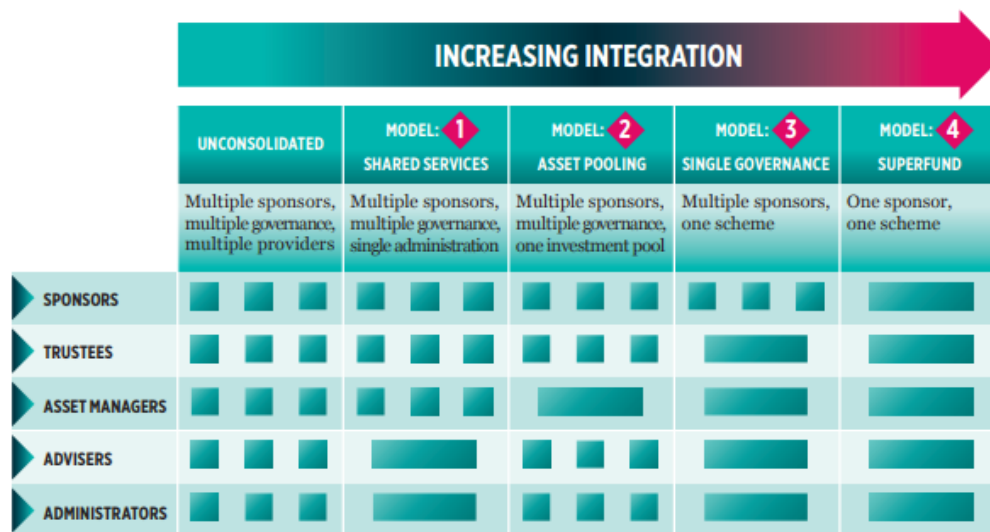 INCREASING INTEGRATION
UNCONSOLIDATED
MODEL: 1
SHARED SERVICES
MODEL: 2
ASSET POOLING
MODEL: 3
SINGLE GOVERNANCE
MODEL: 4
SUPERFUND
Multiple sponsors,
multiple governance,
multiple providers
Multiple sponsors,
multiple governance,
single administration
Multiple sponsors,
multiple governance,
one investment pool
Multiple sponsors,
one scheme
One sponsor,
one scheme
SPONSORS
TRUSTEES
ASSET MANAGERS
ADVISERS
ADMINISTRATORS